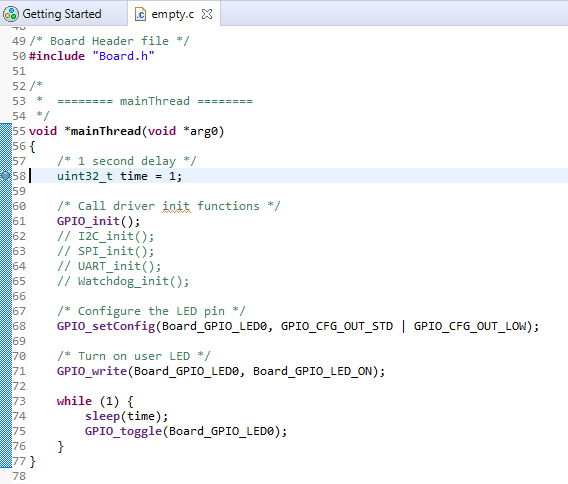 Getting Started
empty.c
49 /* Board Header file */
50 #include "Board.h"
51
52 /*
53  *  ======== mainThread ========
54  */
55 void *mainThread(void *arg0)
56 {
57     /* 1 second delay */
58     uint32_t time = 1;
59
60     /* Call driver init functions */
61     GPIO_init();
62     // I2C_init();
63     // SPI_init();
64     // UART_init();
65     // Watchdog_init();
66
67     /* Configure the LED pin */
68     GPIO_setConfig(Board_GPIO_LED0, GPIO_CFG_OUT_STD | GPIO_CFG_OUT_LOW);
69
70     /* Turn on user LED */
71     GPIO_write(Board_GPIO_LED0, Board_GPIO_LED_ON);
72
73     while (1) {
74         sleep(time);
75         GPIO_toggle(Board_GPIO_LED0);
76     }
77 }
78